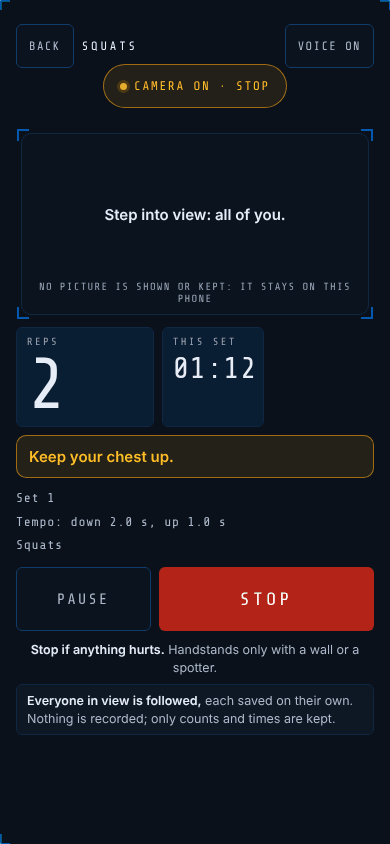 BACK
SQUATS
VOICE ON
CAMERA ON · STOP
Step into view: all of you.
NO PICTURE IS SHOWN OR KEPT: IT STAYS ON THIS
PHONE
REPS
2
THIS SET
01:12
Keep your chest up.
Set 1
Tempo: down 2.0 s, up 1.0 s
Squats
PAUSE
STOP
Stop if anything hurts. Handstands only with a wall or a
spotter.
Everyone in view is followed, each saved on their own.
Nothing is recorded; only counts and times are kept.